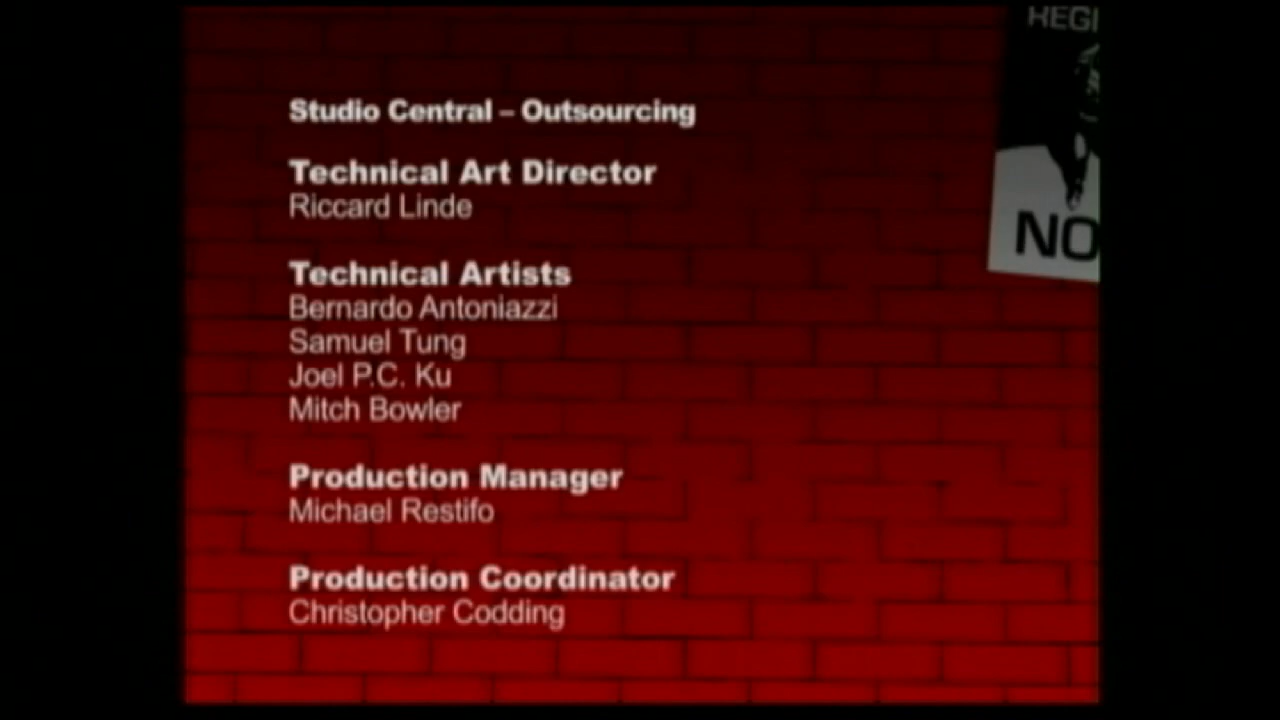 Studio Central – Outsourcing
Technical Art Director
Riccard Linde
Technical Artists
Bernardo Antoniazzi
Samuel Tung
Joel P.C. Ku
Mitch Bowler
Production Manager
Michael Restifo
Production Coordinator
Christopher Codding
REGI
NO